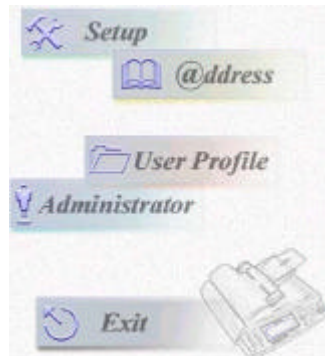 Setup
@ddress
User Profile
Administrator
Exit